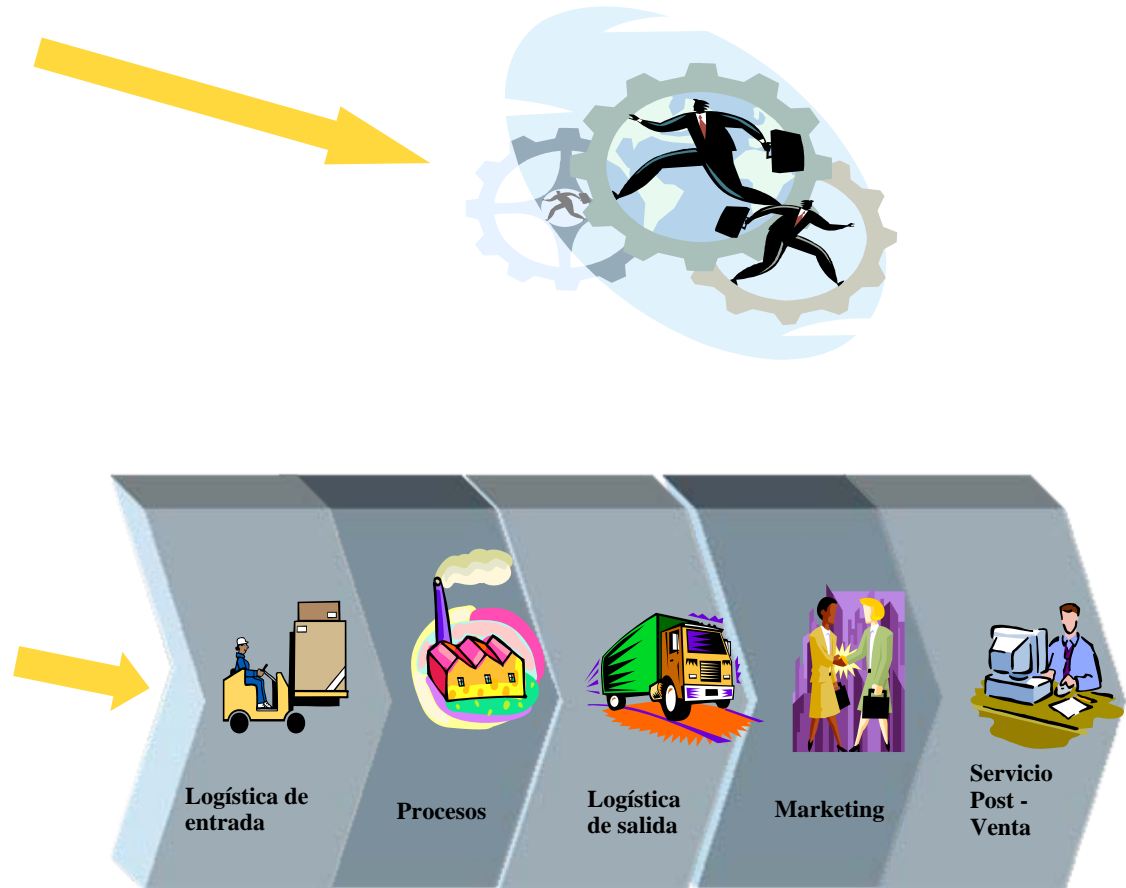 Logística de
entrada
Procesos
Logística
de salida
Marketing
Servicio
Post -
Venta